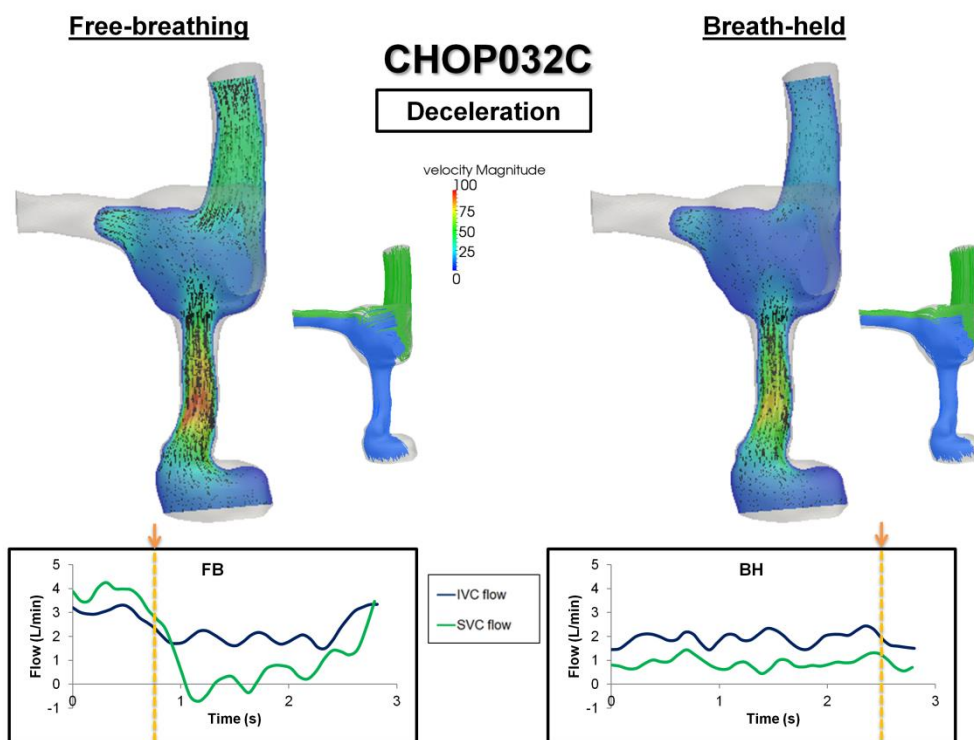 Free-breathing
Breath-held
CHOP032C
Deceleration
velocity Magnitude
100
75
50
25
0
FB
5
4
3
2
1
0
-1
Flow (L/min)
0
1
2
3
Time (s)
IVC flow
SVC flow
BH
5
4
3
2
1
0
-1
Flow (L/min)
0
1
2
3
Time (s)